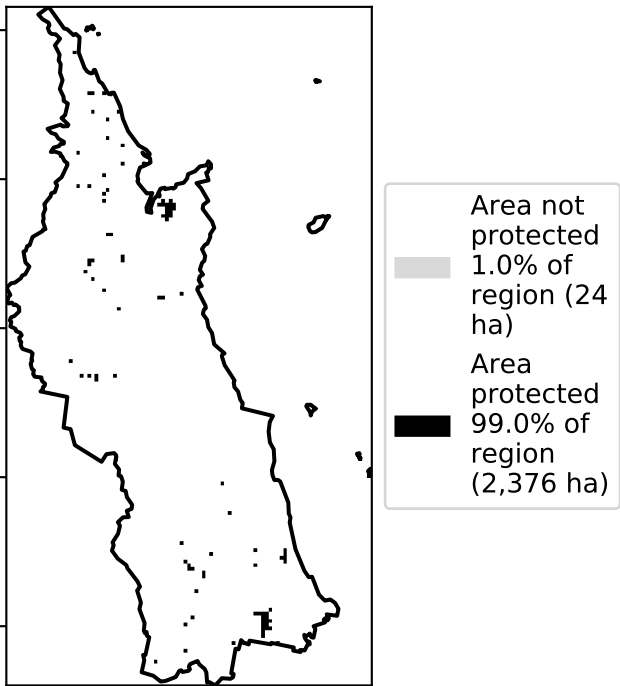 Area not
protected
1.0% of
region (24
ha)
Area
protected
99.0% of
region
(2,376 ha)